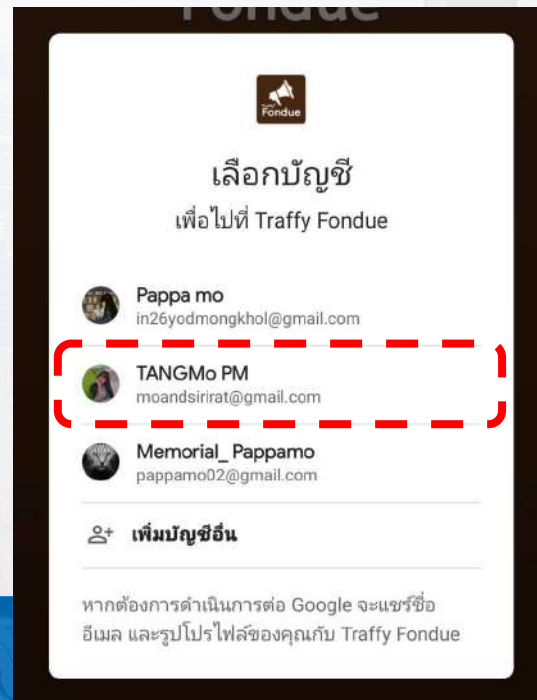 Fondue
Fondue
เลือกบัญชี
เพื่อไปที่ Traffy Fondue
Pappa mo
in26yodmongkhol@gmail.com
TANGMo PM
moandsirirat@gmail.com
Memorial_Pappamo
pappamo02@gmail.com
เพิ่มบัญชีอื่น
หากต้องการดำเนินการต่อ Google จะแชร์ชื่อ
อีเมล และรูปโปรไฟล์ของคุณกับ Traffy Fondue